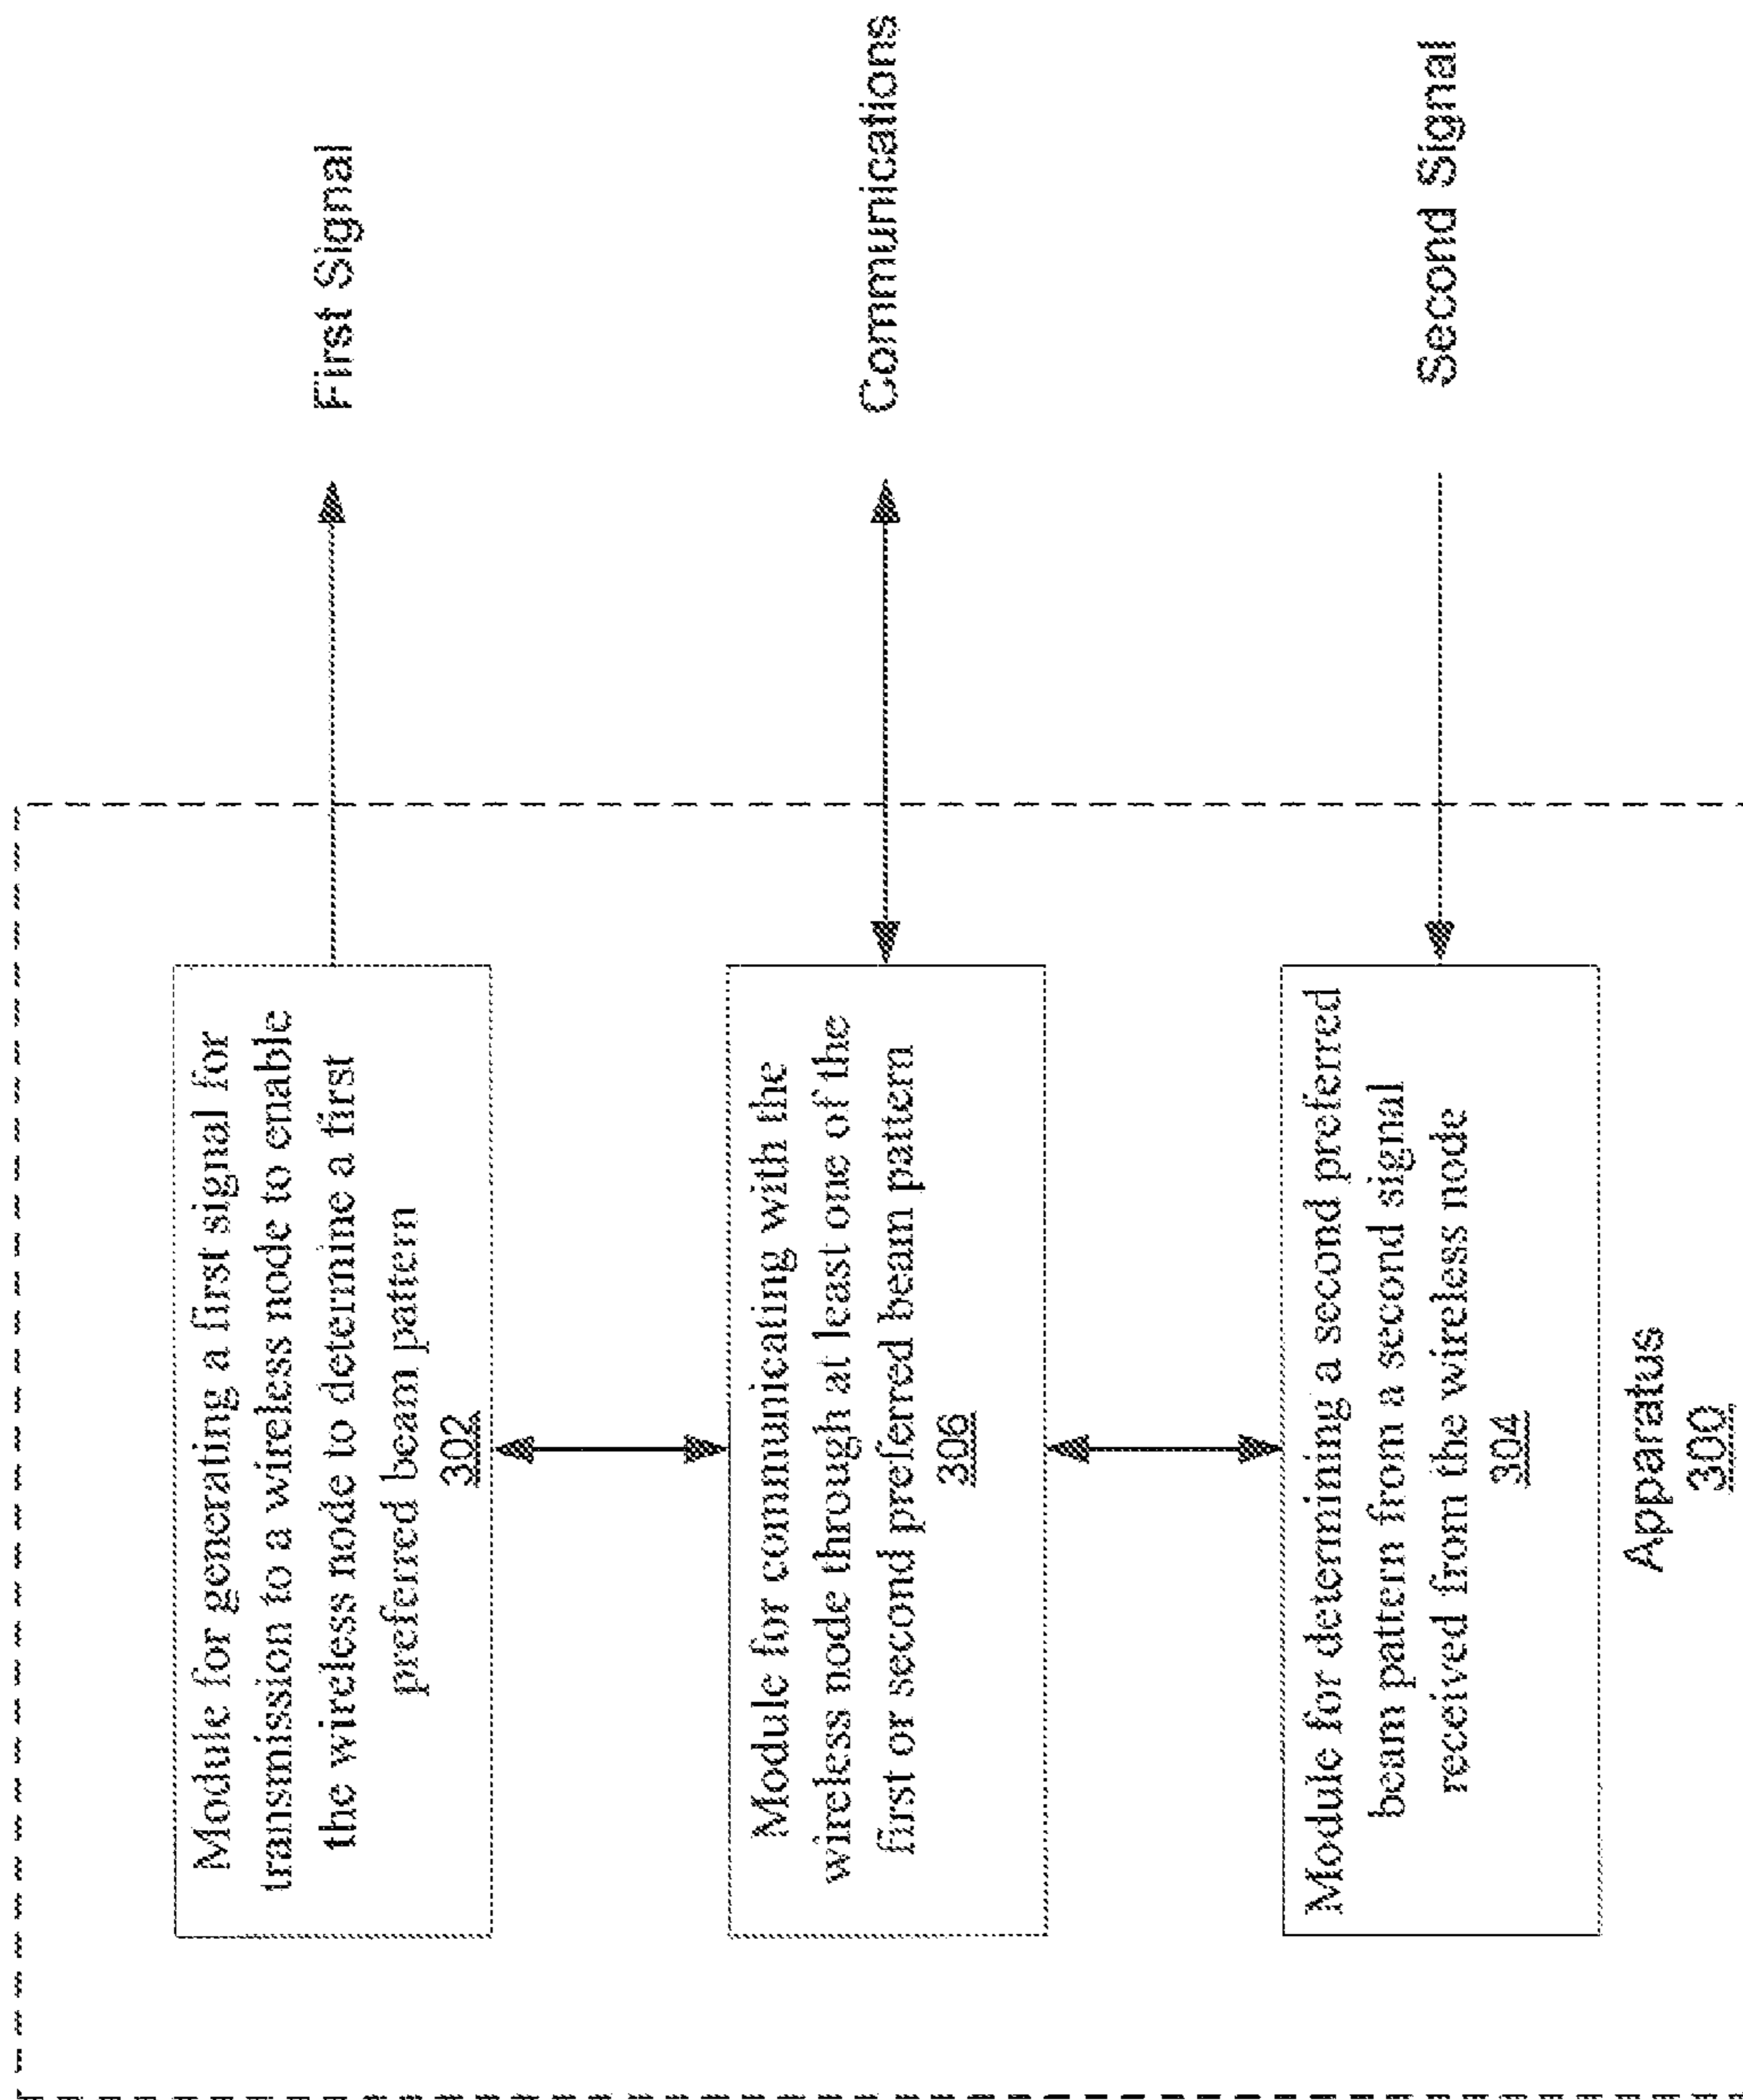 Module for generating a first signal for
transmission to a wireless node to enable
the wireless node to determine a first
preferred beam pattern
302
First Signal
Module for communicating with the
wireless node through at least one of the
first or second preferred beam pattern
306
Communications
Module for determining a second preferred
beam pattern from a second signal
received from the wireless node
304
Second Signal
Apparatus
300